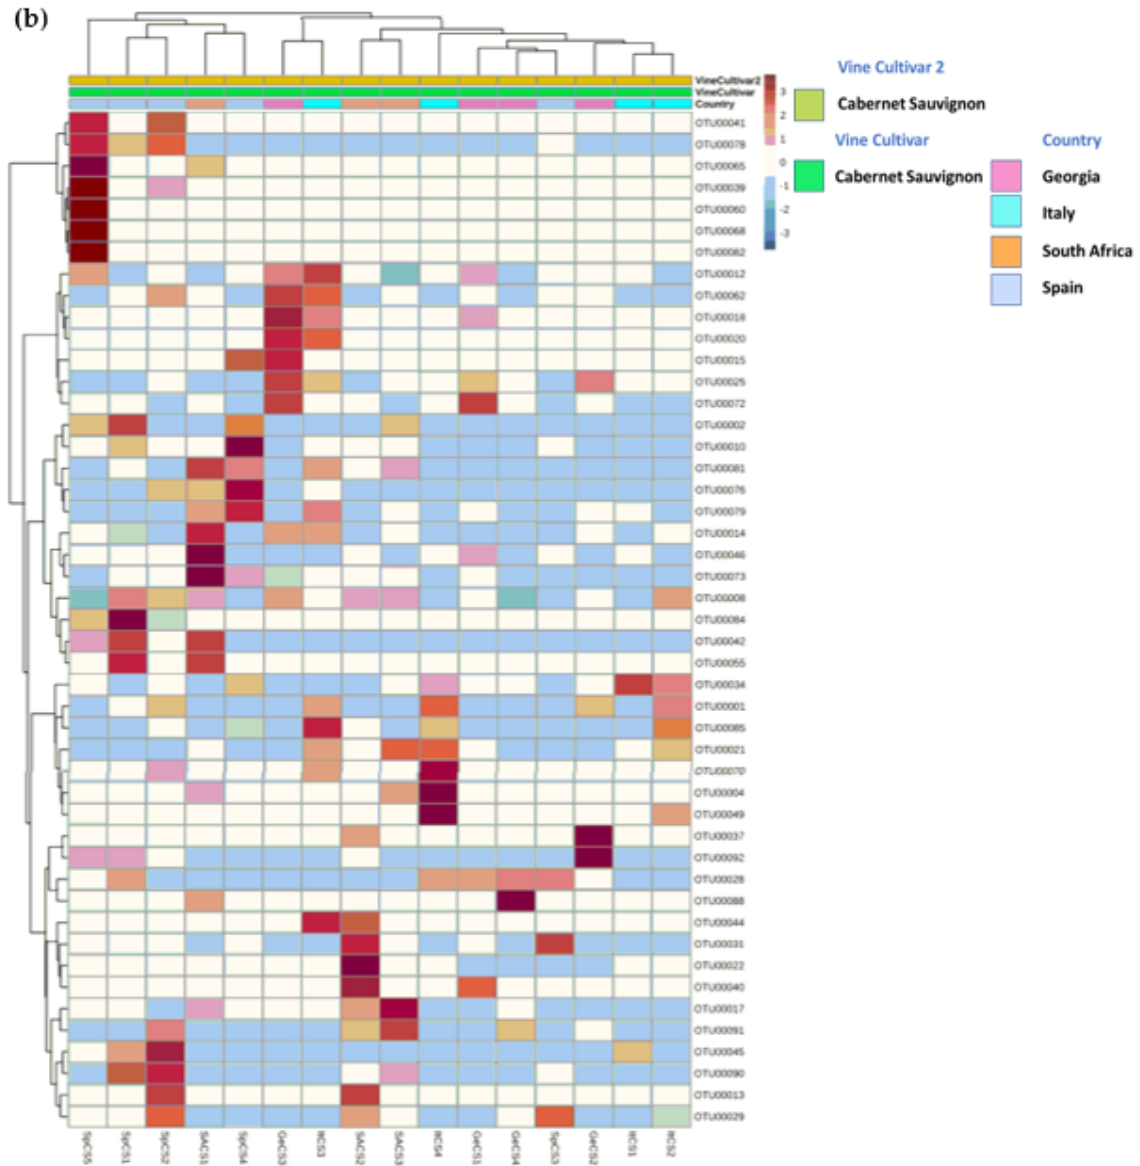 (b)
VineCultivar2
VineCultivar
Country
3
2
1
0
-1
-2
-3
Vine Cultivar 2
Cabernet Sauvignon
Vine Cultivar
Cabernet Sauvignon
Country
Georgia
Italy
South Africa
Spain
OTU00041
OTU00078
OTU00065
OTU00039
OTU00060
OTU00068
OTU00082
OTU00012
OTU00062
OTU00018
OTU00020
OTU00015
OTU00025
OTU00072
OTU00002
OTU00010
OTU00081
OTU00076
OTU00079
OTU00014
OTU00046
OTU00073
OTU00008
OTU00084
OTU00042
OTU00055
OTU00034
OTU00001
OTU00085
OTU00021
OTU00070
OTU00004
OTU00049
OTU00037
OTU00092
OTU00028
OTU00088
OTU00044
OTU00031
OTU00022
OTU00040
OTU00017
OTU00091
OTU00045
OTU00090
OTU00013
OTU00029
SpCS5
SpCS1
SpCS2
SACS1
SpCS4
GeCS3
ItCS3
SACS2
SACS3
ItCS4
GeCS1
GeCS4
SpCS3
GeCS2
ItCS1
ItCS2